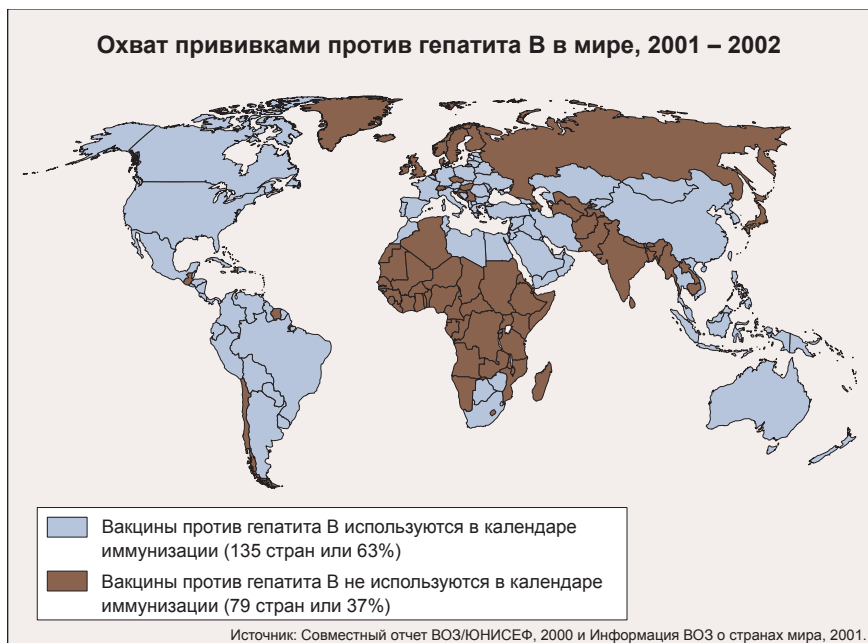 Охват прививками против гепатита В в мире, 2001 – 2002
Вакцины против гепатита В используются в календаре
иммунизации (135 стран или 63%)
Вакцины против гепатита В не используются в календаре
иммунизации (79 стран или 37%)
Источник: Совместный отчет ВОЗ/ЮНИСЕФ, 2000 и Информация ВОЗ о странах мира, 2001.